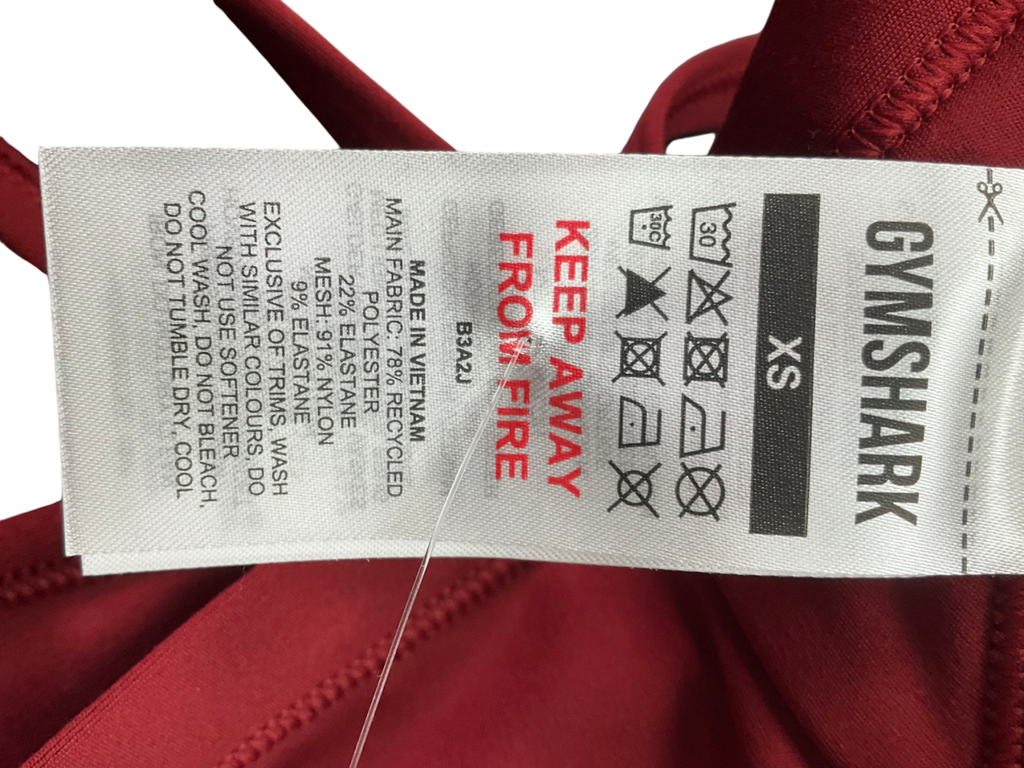 GYMSHARK
XS
30
30C
KEEP AWAY
FROM FIRE
B3A2J
MADE IN VIETNAM
MAIN FABRIC: 78% RECYCLED
POLYESTER
22% ELASTANE
MESH: 91% NYLON
9% ELASTANE
EXCLUSIVE OF TRIMS, WASH
WITH SIMILAR COLOURS, DO
NOT USE SOFTENER
COOL WASH, DO NOT BLEACH,
DO NOT TUMBLE DRY, COOL